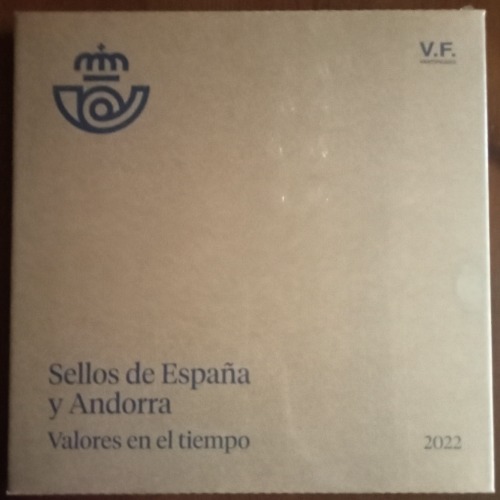 V.F.
Sellos de España
y Andorra
Valores en el tiempo
2022